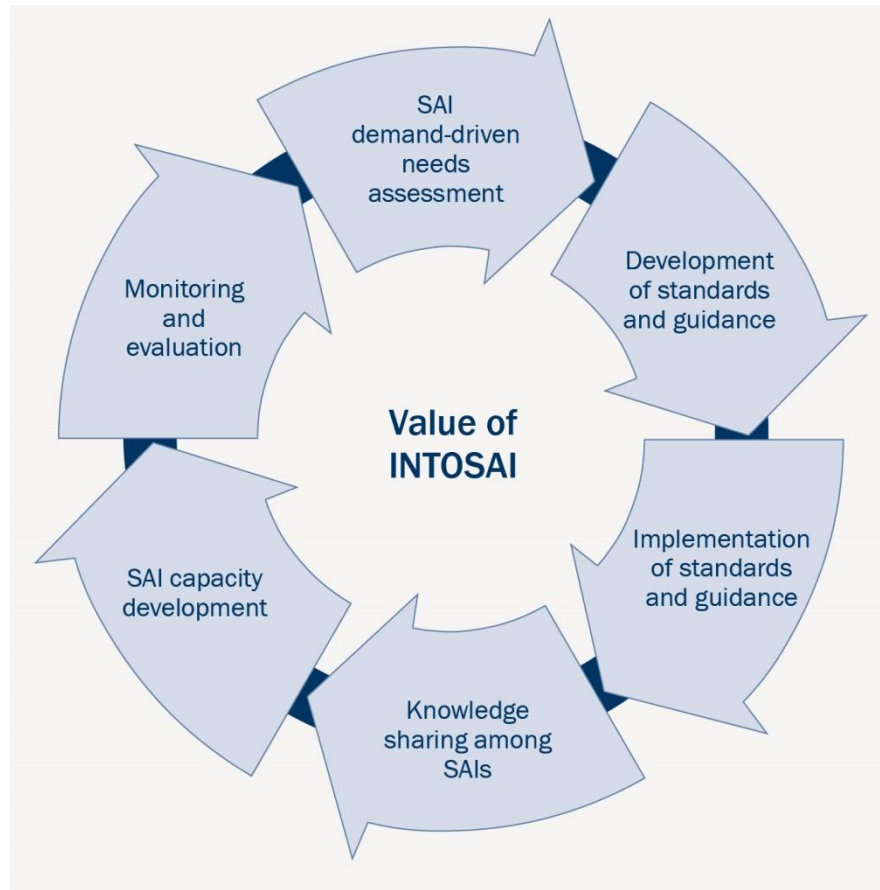 SAI
demand-driven
needs
assessment
Development
of standards
and guidance
Implementation
of standards
and guidance
Knowledge
sharing among
SAIs
SAI capacity
development
Monitoring
and
evaluation
Value of
INTOSAI